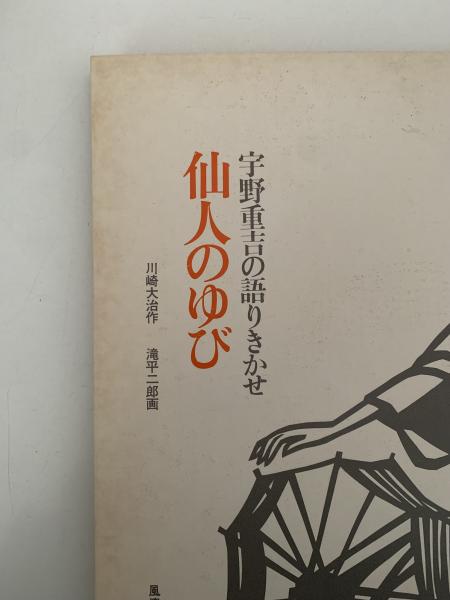 宇野重吉の語りきかせ
仙人のゆび
川崎大治作　滝平二郎画
風